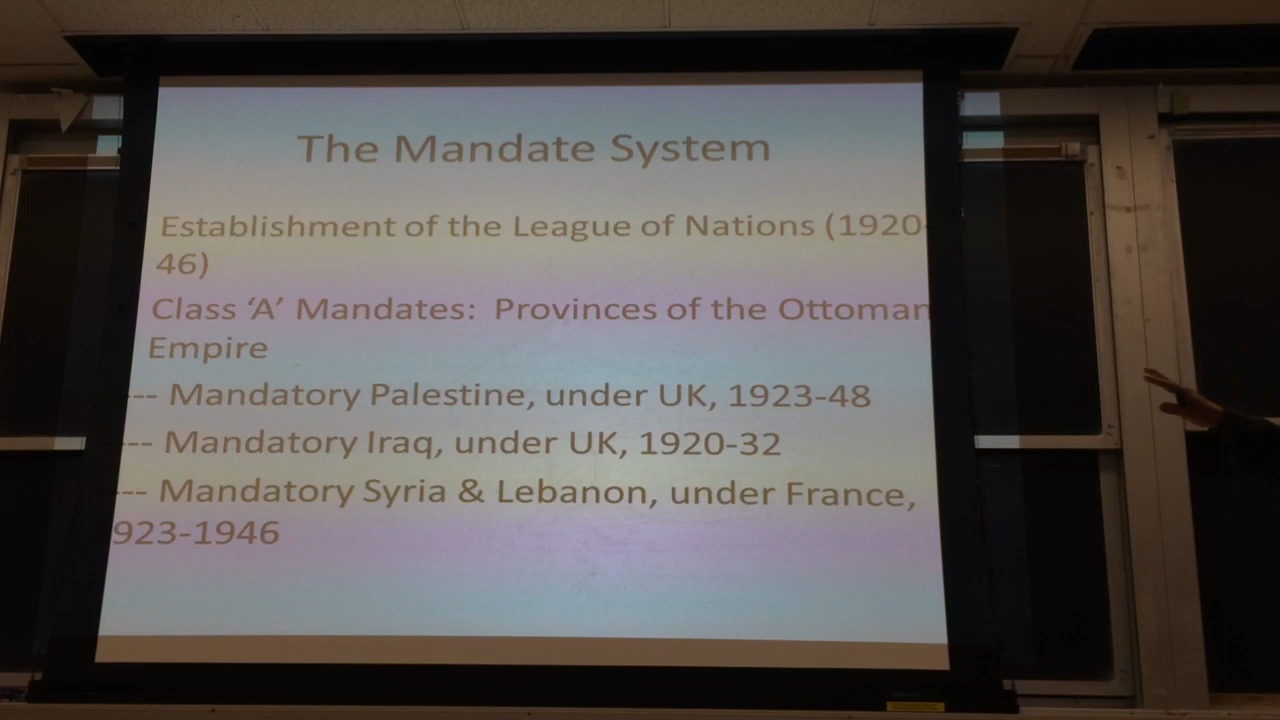 The Mandate System
Establishment of the League of Nations (1920-
46)
Class ‘A’ Mandates: Provinces of the Ottoman
Empire
--- Mandatory Palestine, under UK, 1923-48
--- Mandatory Iraq, under UK, 1920-32
--- Mandatory Syria & Lebanon, under France,
923-1946